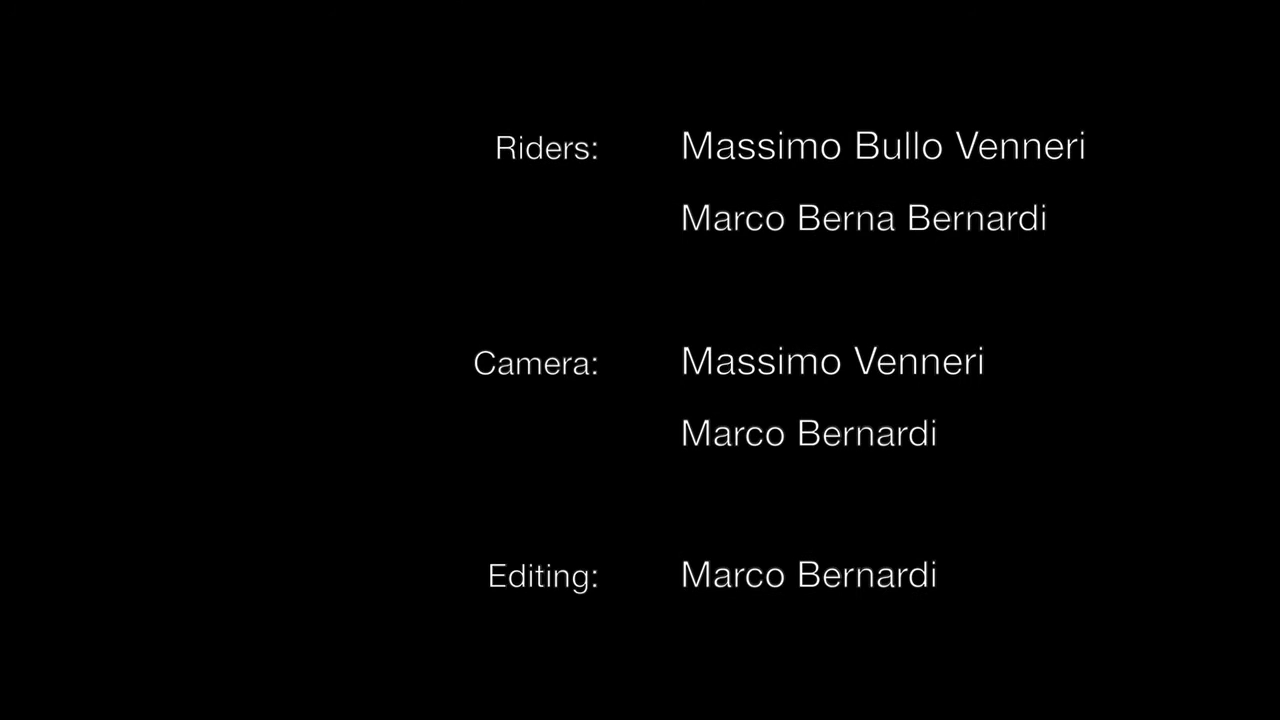 Riders: Massimo Bullo Venneri
Marco Berna Bernardi
Camera: Massimo Venneri
Marco Bernardi
Editing: Marco Bernardi